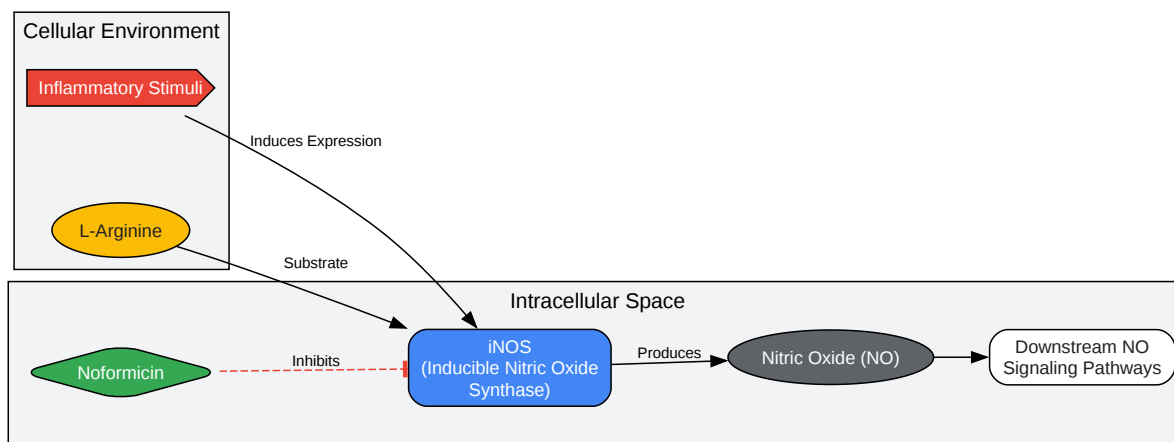 Cellular Environment
Inflammatory Stimuli
Induces Expression
L-Arginine
Substrate
Intracellular Space
Noformicin
Inhibits
iNOS
(Inducible Nitric Oxide
Synthase)
Produces
Nitric Oxide (NO)
Downstream NO
Signaling Pathways